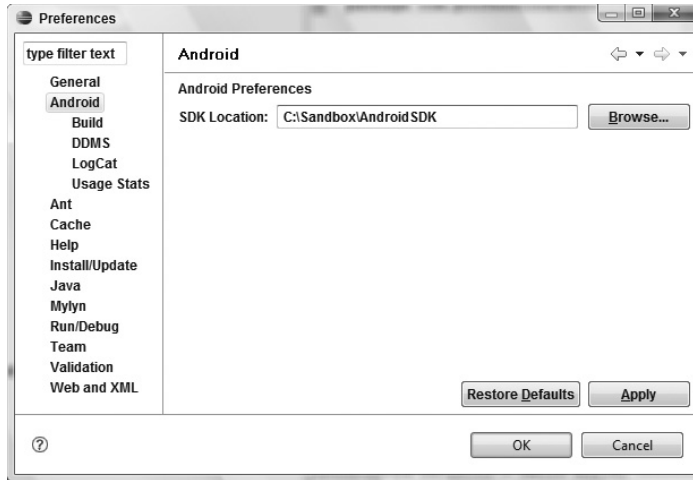 Preferences
type filter text
General
Android
Build
DDMS
LogCat
Usage Stats
Ant
Cache
Help
Install/Update
Java
Mylyn
Run/Debug
Team
Validation
Web and XML
Android
Android Preferences
SDK Location: C:\Sandbox\AndroidSDK Browse...
Restore Defaults Apply
OK Cancel